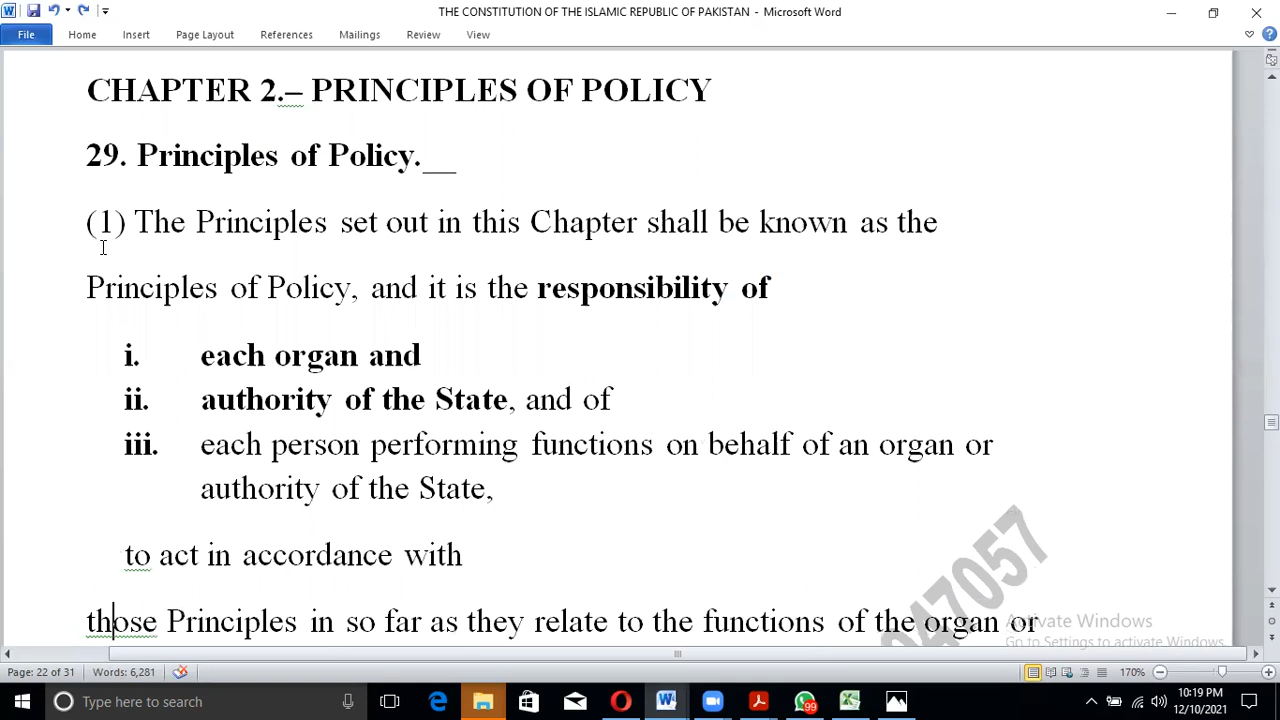 THE CONSTITUTION OF THE ISLAMIC REPUBLIC OF PAKISTAN - Microsoft Word
File Home Insert Page Layout References Mailings Review View
CHAPTER 2.– PRINCIPLES OF POLICY
29. Principles of Policy.__
(1) The Principles set out in this Chapter shall be known as the
Principles of Policy, and it is the responsibility of
i. each organ and
ii. authority of the State, and of
iii. each person performing functions on behalf of an organ or
authority of the State,
to act in accordance with
those Principles in so far as they relate to the functions of the organ or
47057
Activate Windows
Go to Settings to activate Windows.
Page: 22 of 31 Words: 6,281 170%
Type here to search
99
10:19 PM
12/10/2021